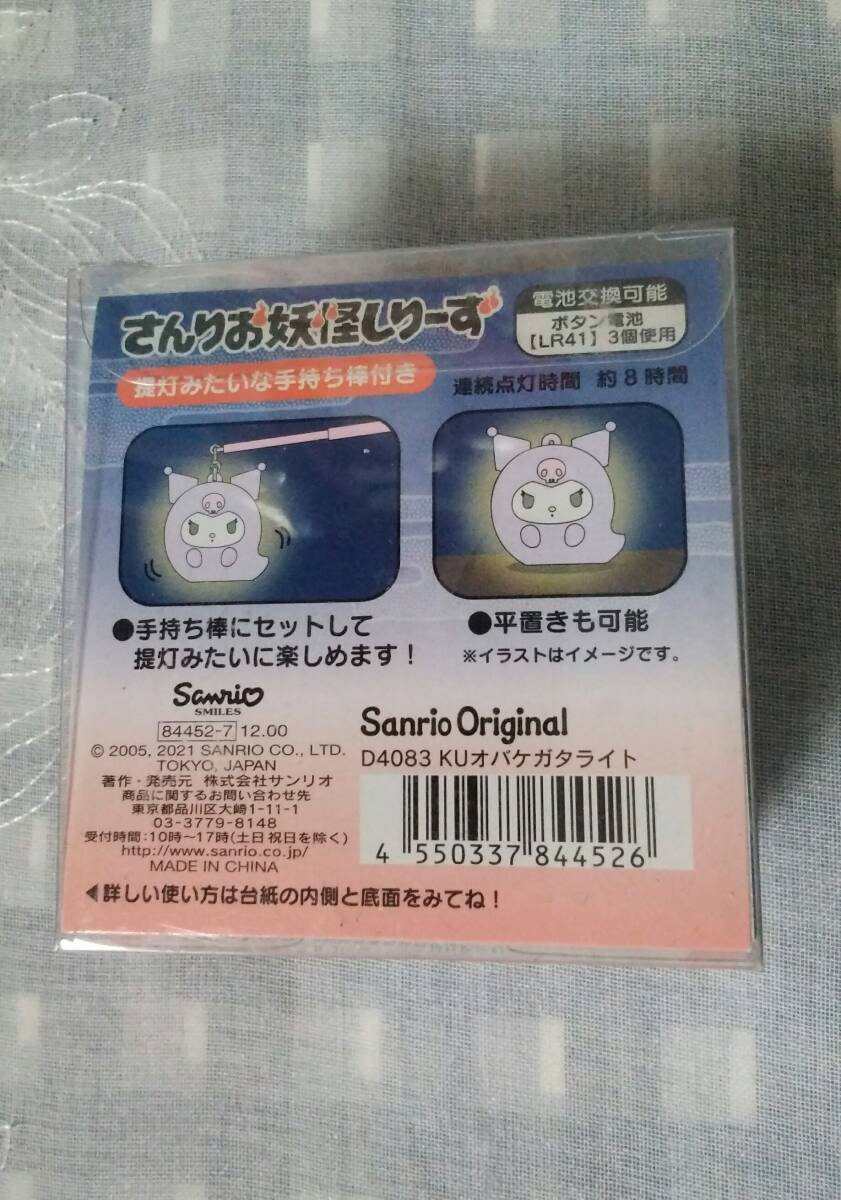 さんりお妖怪しりーず
電池交換可能
ボタン電池
【LR41】3個使用
提灯みたいな手持ち棒付き
連続点灯時間 約8時間
●手持ち棒にセットして
提灯みたいに楽しめます!
●平置きも可能
※イラストはイメージです。
Sanrio
SMILES
84452-7 12.00
© 2005, 2021 SANRIO CO., LTD.
TOKYO, JAPAN
著作・発売元 株式会社サンリオ
商品に関するお問い合わせ先
東京都品川区大崎1-11-1
03-3779-8148
受付時間:10時〜17時(土日祝日を除く)
http://www.sanrio.co.jp/
MADE IN CHINA
Sanrio Original
D4083 KUオバケガタライト
4 550337 844526
◀詳しい使い方は台紙の内側と底面をみてね!